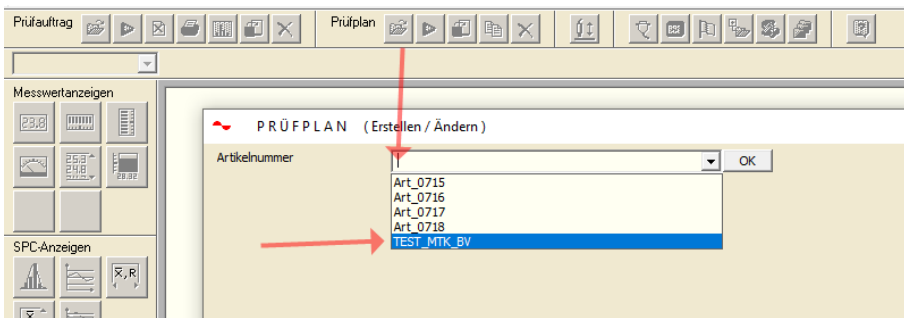 Prüfauftrag
Prüfplan
Messwertanzeigen
23,8
PRÜFPLAN (Erstellen / Ändern)
Artikelnummer
OK
Art_0715
Art_0716
Art_0717
Art_0718
TEST_MTK_BV
SPC-Anzeigen
x̄,R